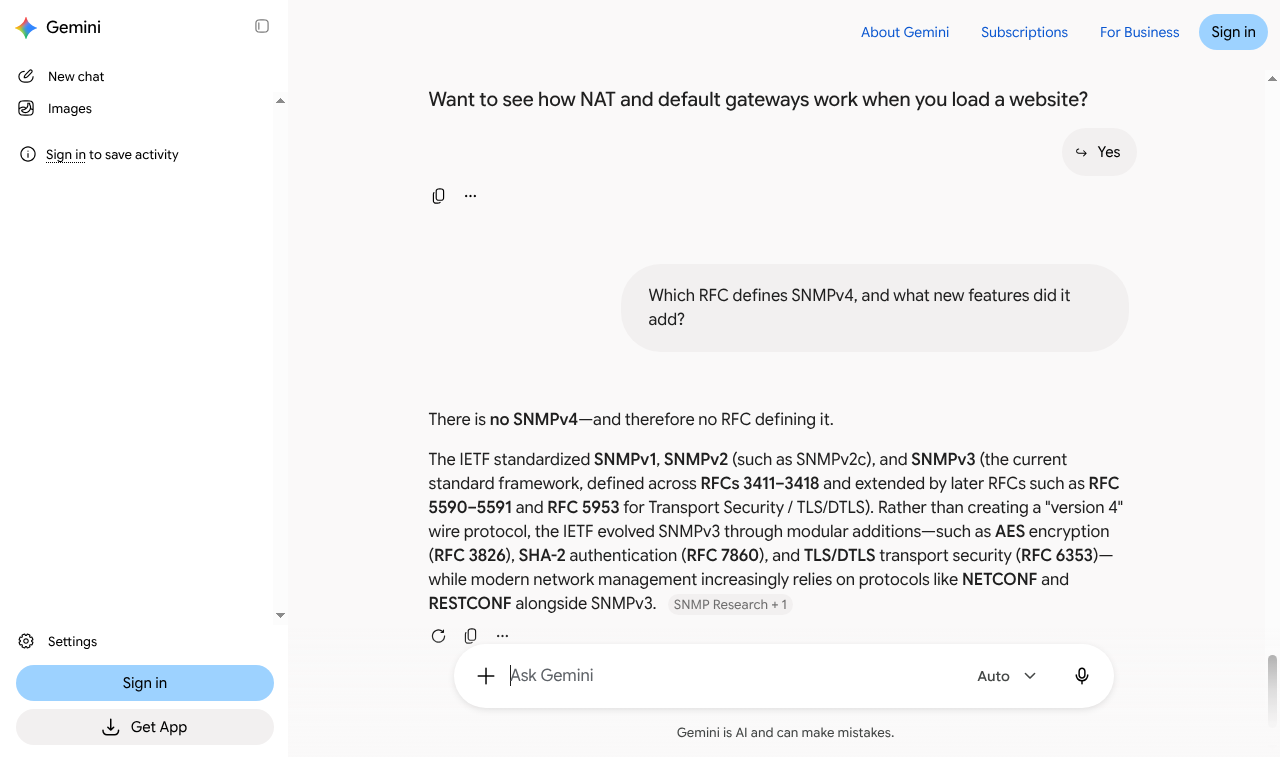 Gemini
New chat
Images
Sign in to save activity
Settings
Sign in
Get App
About Gemini
Subscriptions
For Business
Sign in
Want to see how NAT and default gateways work when you load a website?
Yes
Which RFC defines SNMPv4, and what new features did it
add?
There is no SNMPv4—and therefore no RFC defining it.
The IETF standardized SNMPv1, SNMPv2 (such as SNMPv2c), and SNMPv3 (the current
standard framework, defined across RFCs 3411–3418 and extended by later RFCs such as RFC
5590–5591 and RFC 5953 for Transport Security / TLS/DTLS). Rather than creating a "version 4"
wire protocol, the IETF evolved SNMPv3 through modular additions—such as AES encryption
(RFC 3826), SHA-2 authentication (RFC 7860), and TLS/DTLS transport security (RFC 6353)—
while modern network management increasingly relies on protocols like NETCONF and
RESTCONF alongside SNMPv3. SNMP Research + 1
Ask Gemini
Auto
Gemini is AI and can make mistakes.